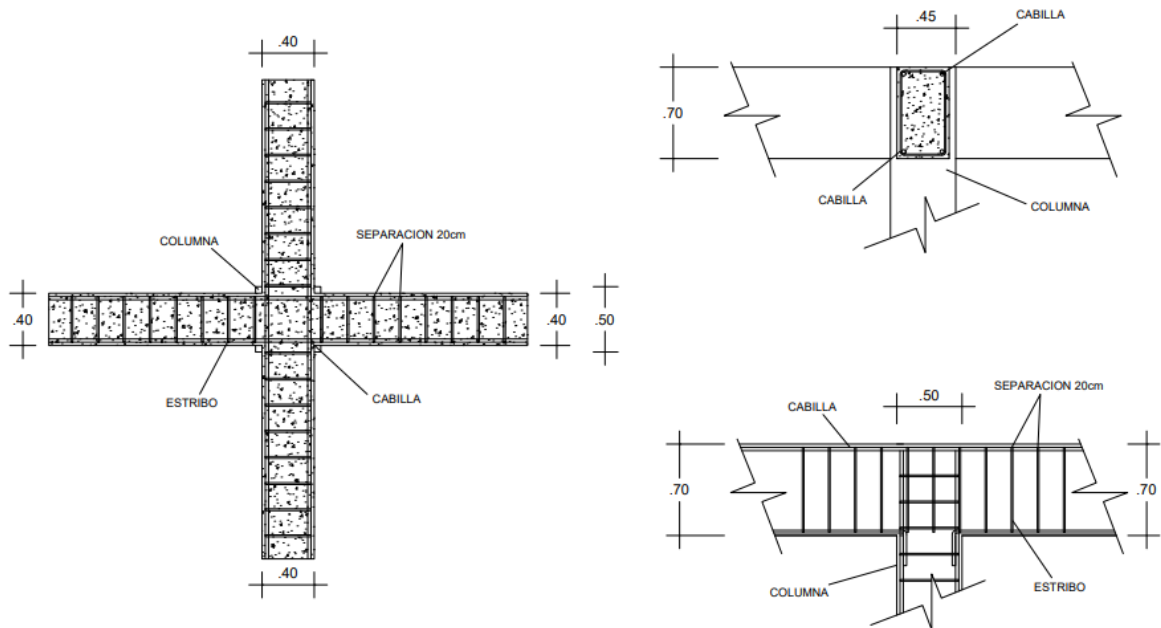 .40
COLUMNA
SEPARACION 20cm
.40
.40
.50
ESTRIBO
CABILLA
.40
.45
CABILLA
.70
CABILLA
COLUMNA
.50
SEPARACION 20cm
CABILLA
.70
.70
COLUMNA
ESTRIBO